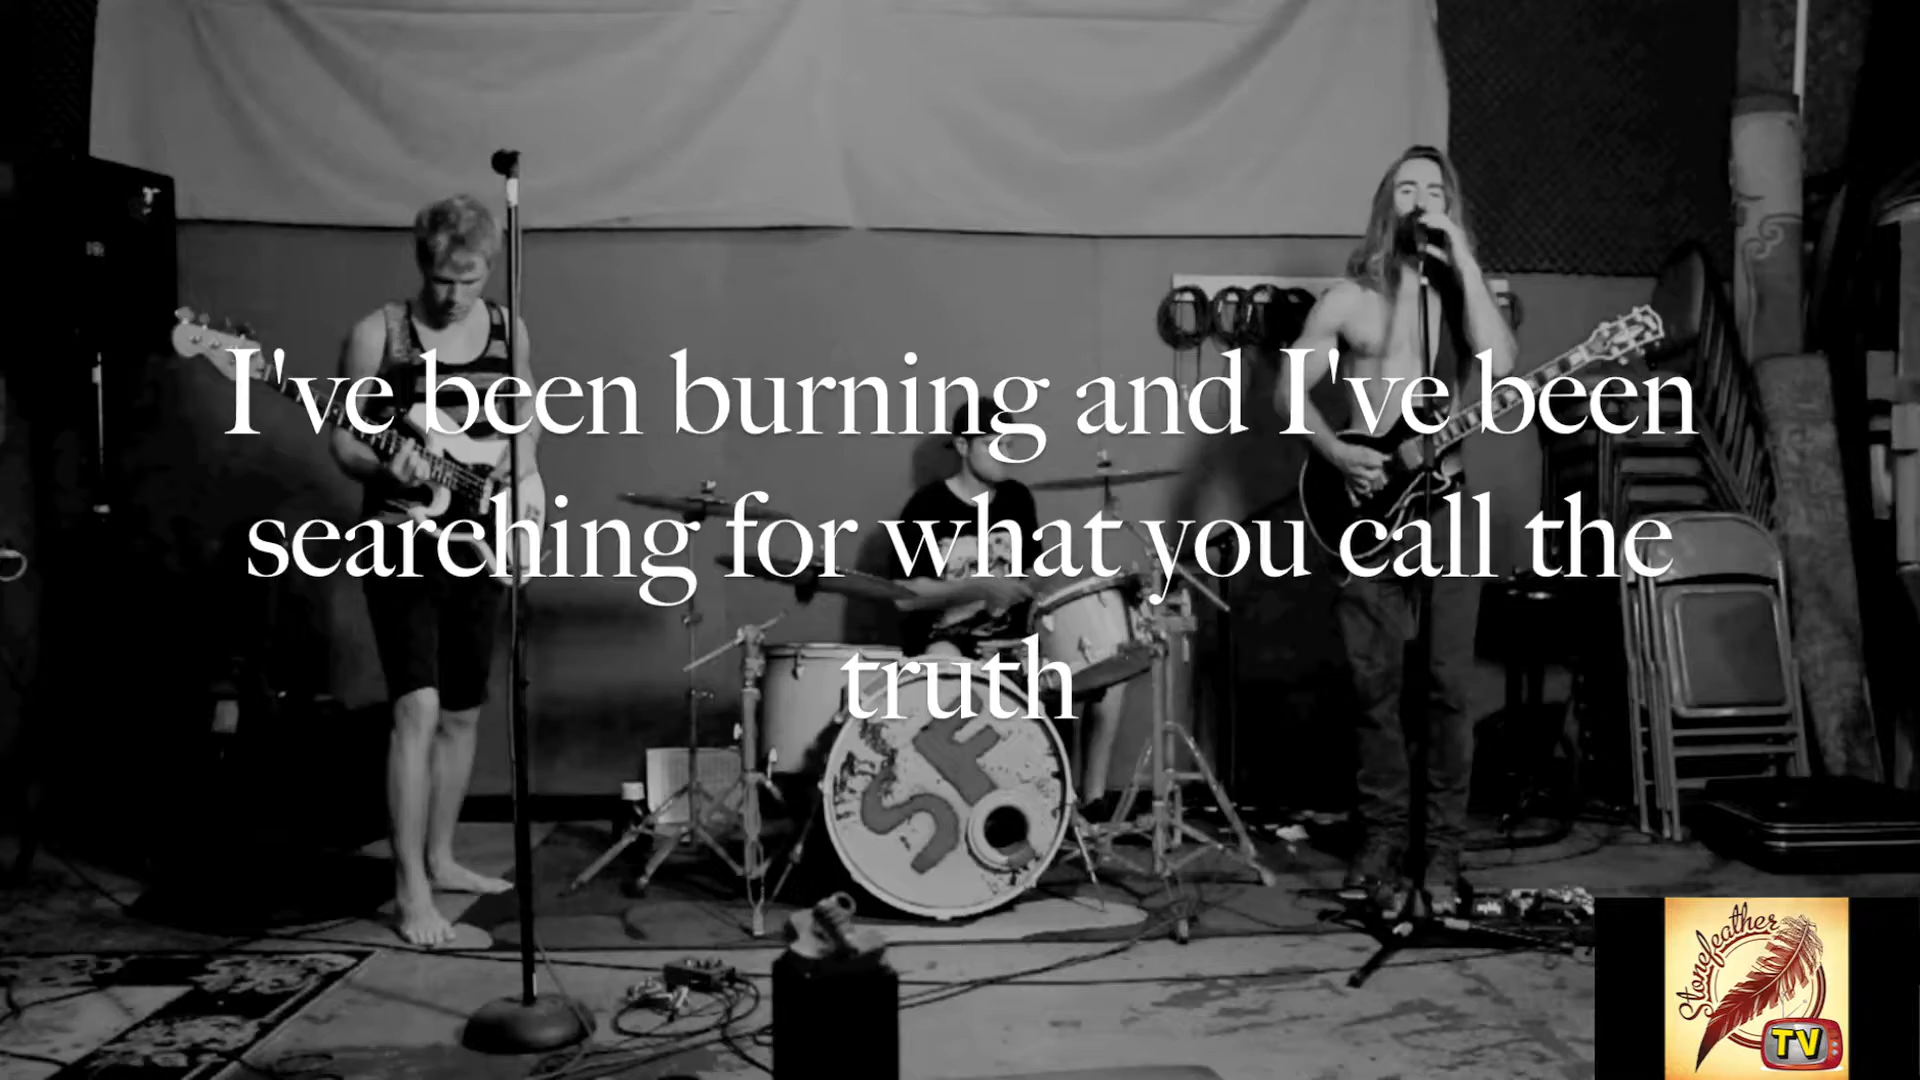 I've been burning and I've been
searching for what you call the
truth
SF
Stonefeather
TV